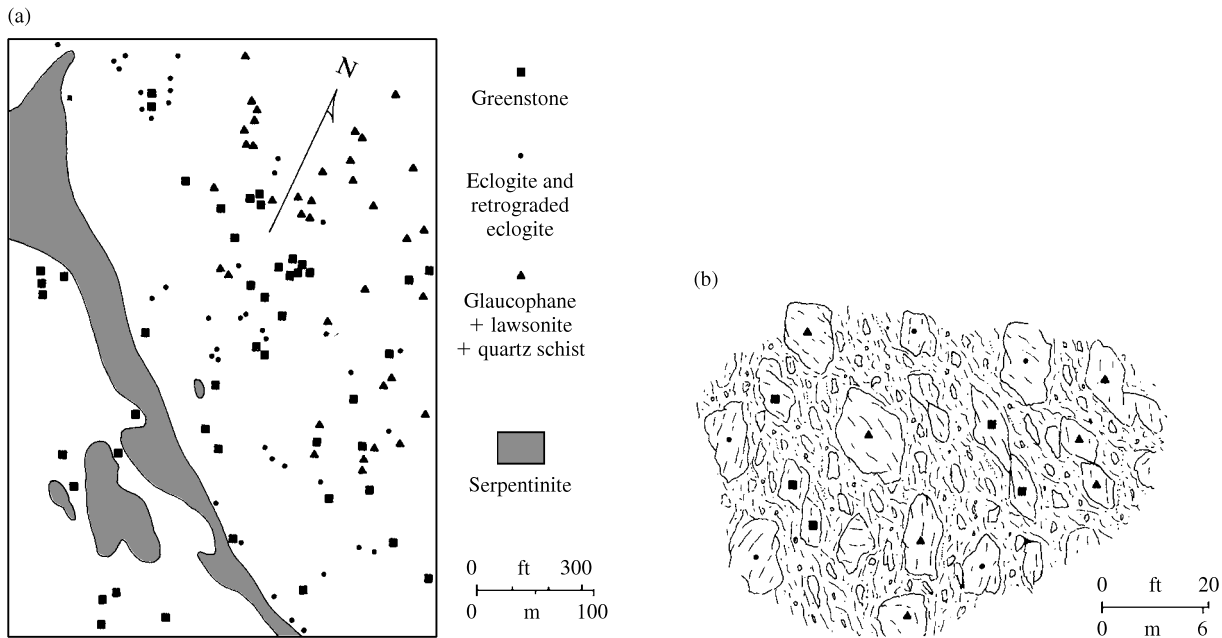 (a)
N
Greenstone
Eclogite and
retrograded
eclogite
Glaucophane
+ lawsonite
+ quartz schist
Serpentinite
0 ft 300
0 m 100
(b)
0 ft 20
0 m 6